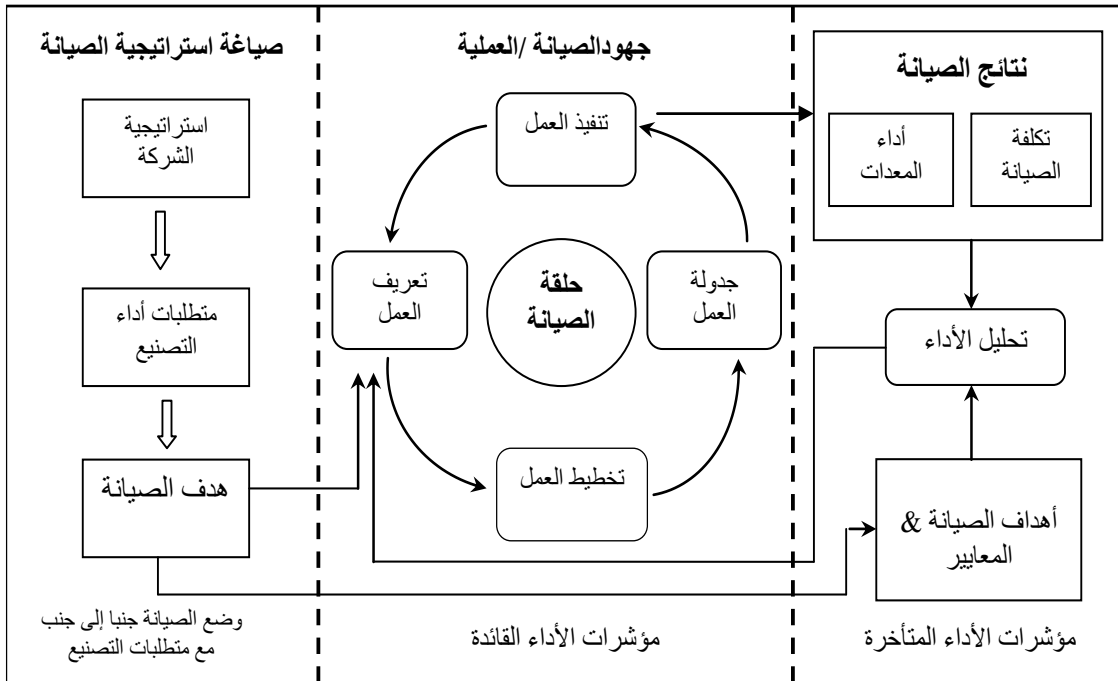 صياغة استراتيجية الصيانة
استراتيجية
الشركة
متطلبات أداء
التصنيع
هدف الصيانة
وضع الصيانة جنبا إلى جنب
مع متطلبات التصنيع
جهودالصيانة /العملية
تنفيذ العمل
تعريف
العمل
حلقة
الصيانة
جدولة
العمل
تخطيط العمل
مؤشرات الأداء القائدة
نتائج الصيانة
أداء
المعدات
تكلفة
الصيانة
تحليل الأداء
أهداف الصيانة &
المعايير
مؤشرات الأداء المتأخرة